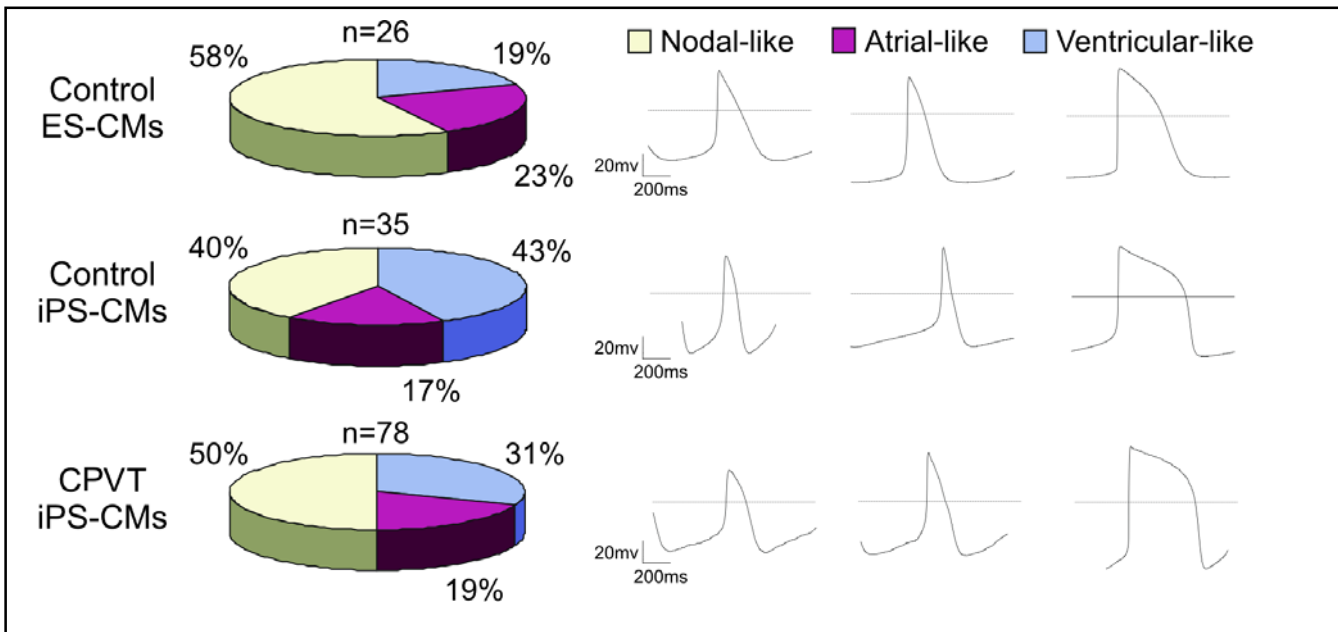 n=26
Nodal-like Atrial-like Ventricular-like
58% 19%
Control
ES-CMs
23%
20mv
200ms
n=35
40% 43%
Control
iPS-CMs
17%
20mv
200ms
n=78
50% 31%
CPVT
iPS-CMs
19%
20mv
200ms